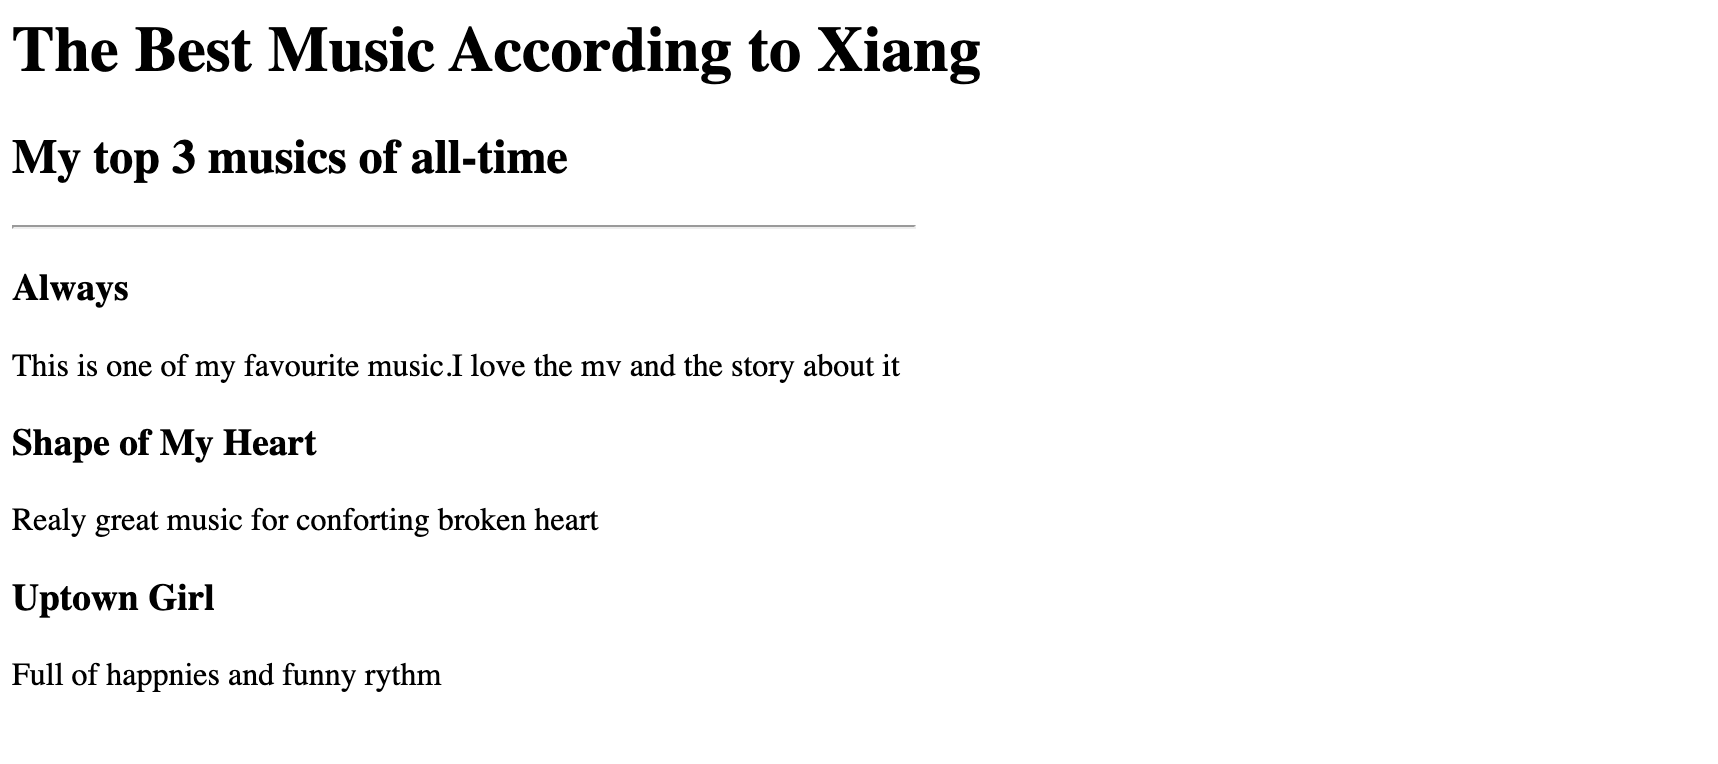 The Best Music According to Xiang
My top 3 musics of all-time
Always
This is one of my favourite music.I love the mv and the story about it
Shape of My Heart
Realy great music for conforting broken heart
Uptown Girl
Full of happnies and funny rythm